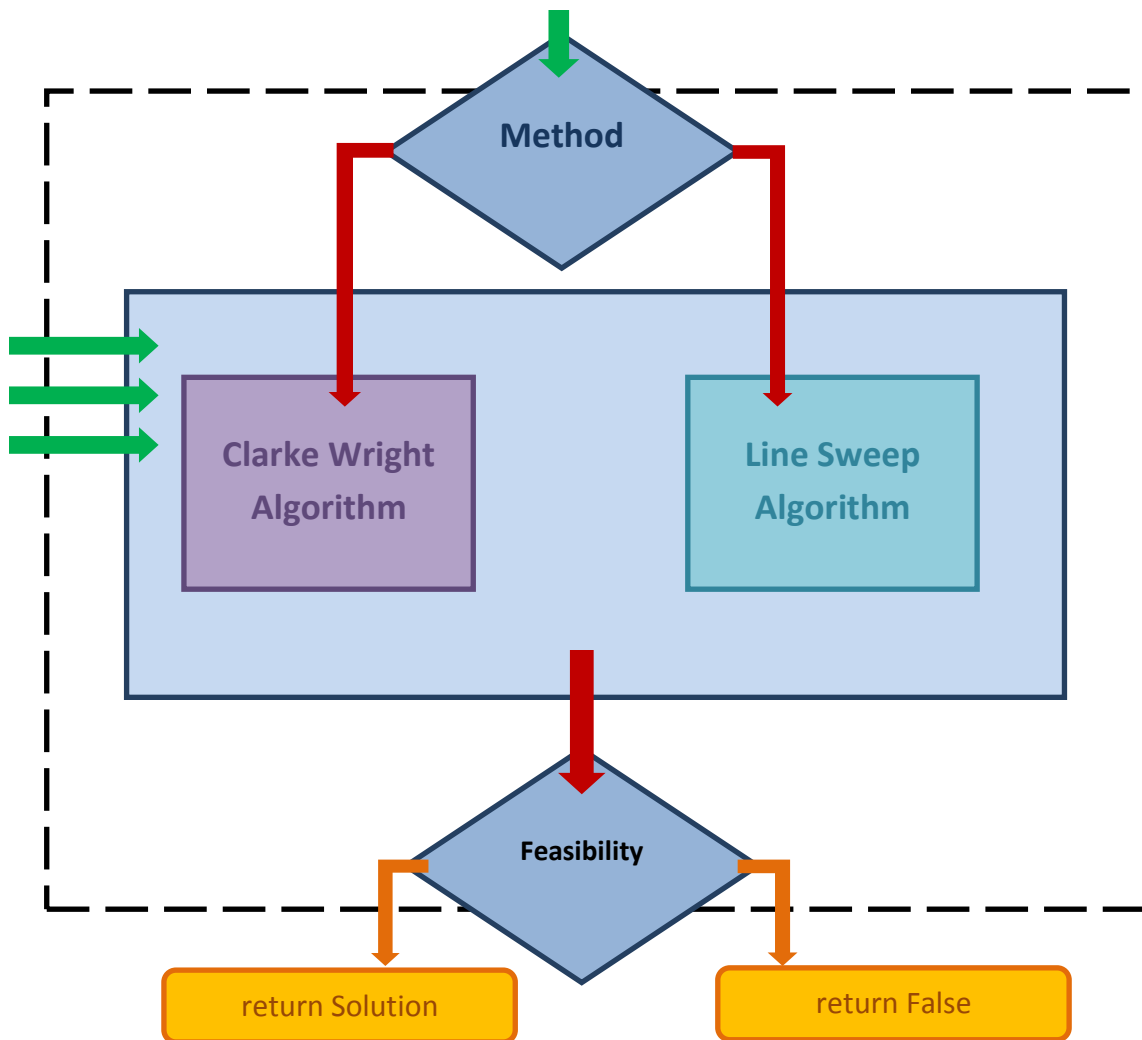 Method
Clarke Wright
Algorithm
Line Sweep
Algorithm
Feasibility
return Solution
return False